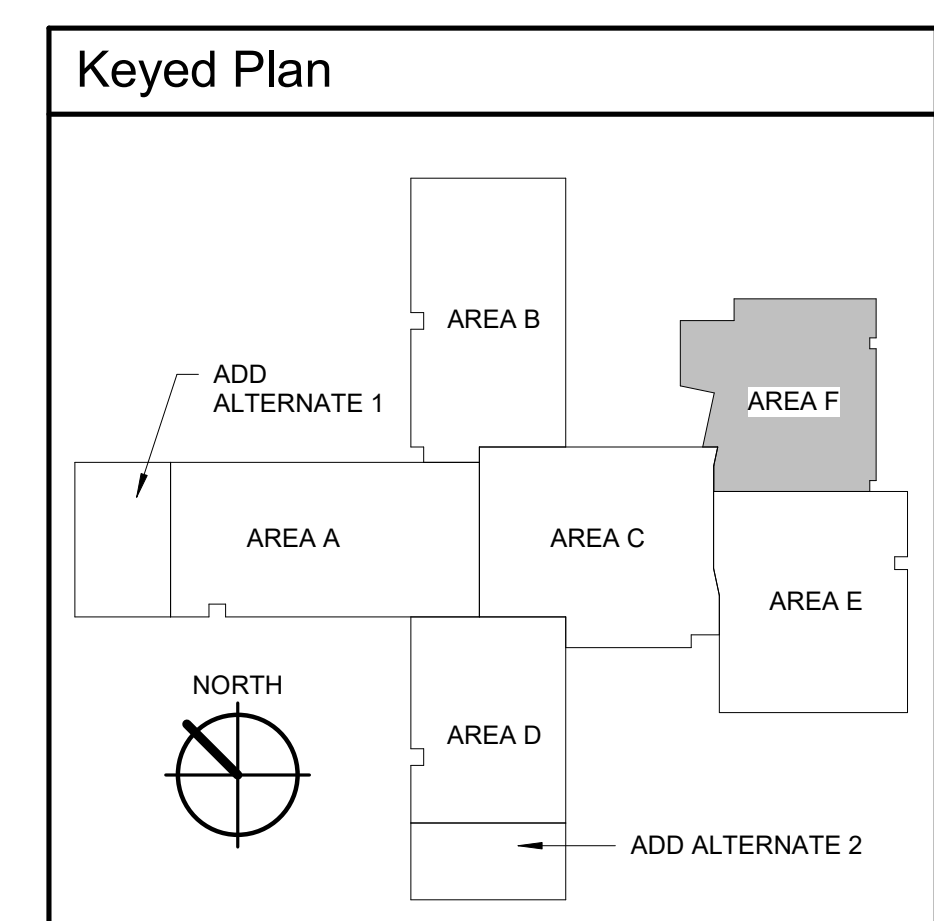 Keyed Plan
AREA B
ADD
ALTERNATE 1
AREA F
AREA A
AREA C
AREA E
NORTH
AREA D
ADD ALTERNATE 2